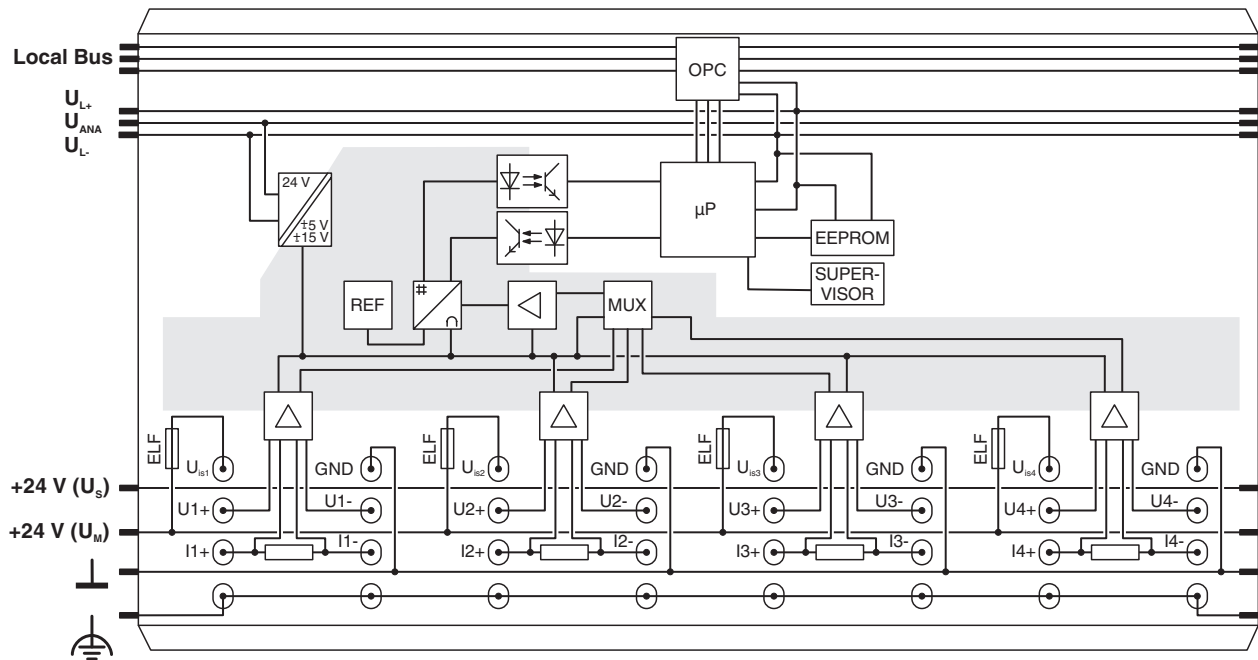 Local Bus
OPC
UL+
UANA
UL-
24 V
±5 V
±15 V
µP
EEPROM
SUPER-
VISOR
REF
#
∩
MUX
ELF
Uis1
GND
ELF
Uis2
GND
ELF
Uis3
GND
ELF
Uis4
GND
+24 V (US)
U1+
U1-
U2+
U2-
U3+
U3-
U4+
U4-
+24 V (UM)
I1+
I1-
I2+
I2-
I3+
I3-
I4+
I4-